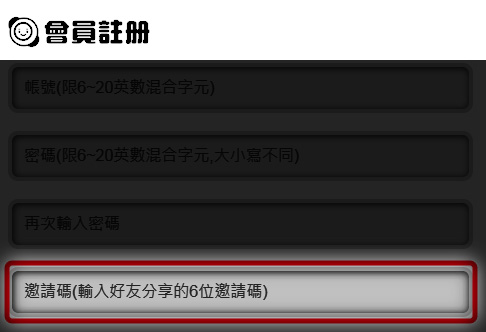 會員註册
帳號(限6~20英數混合字元)
密碼(限6~20英數混合字元,大小寫不同)
再次輸入密碼
邀請碼(輸入好友分享的6位邀請碼)